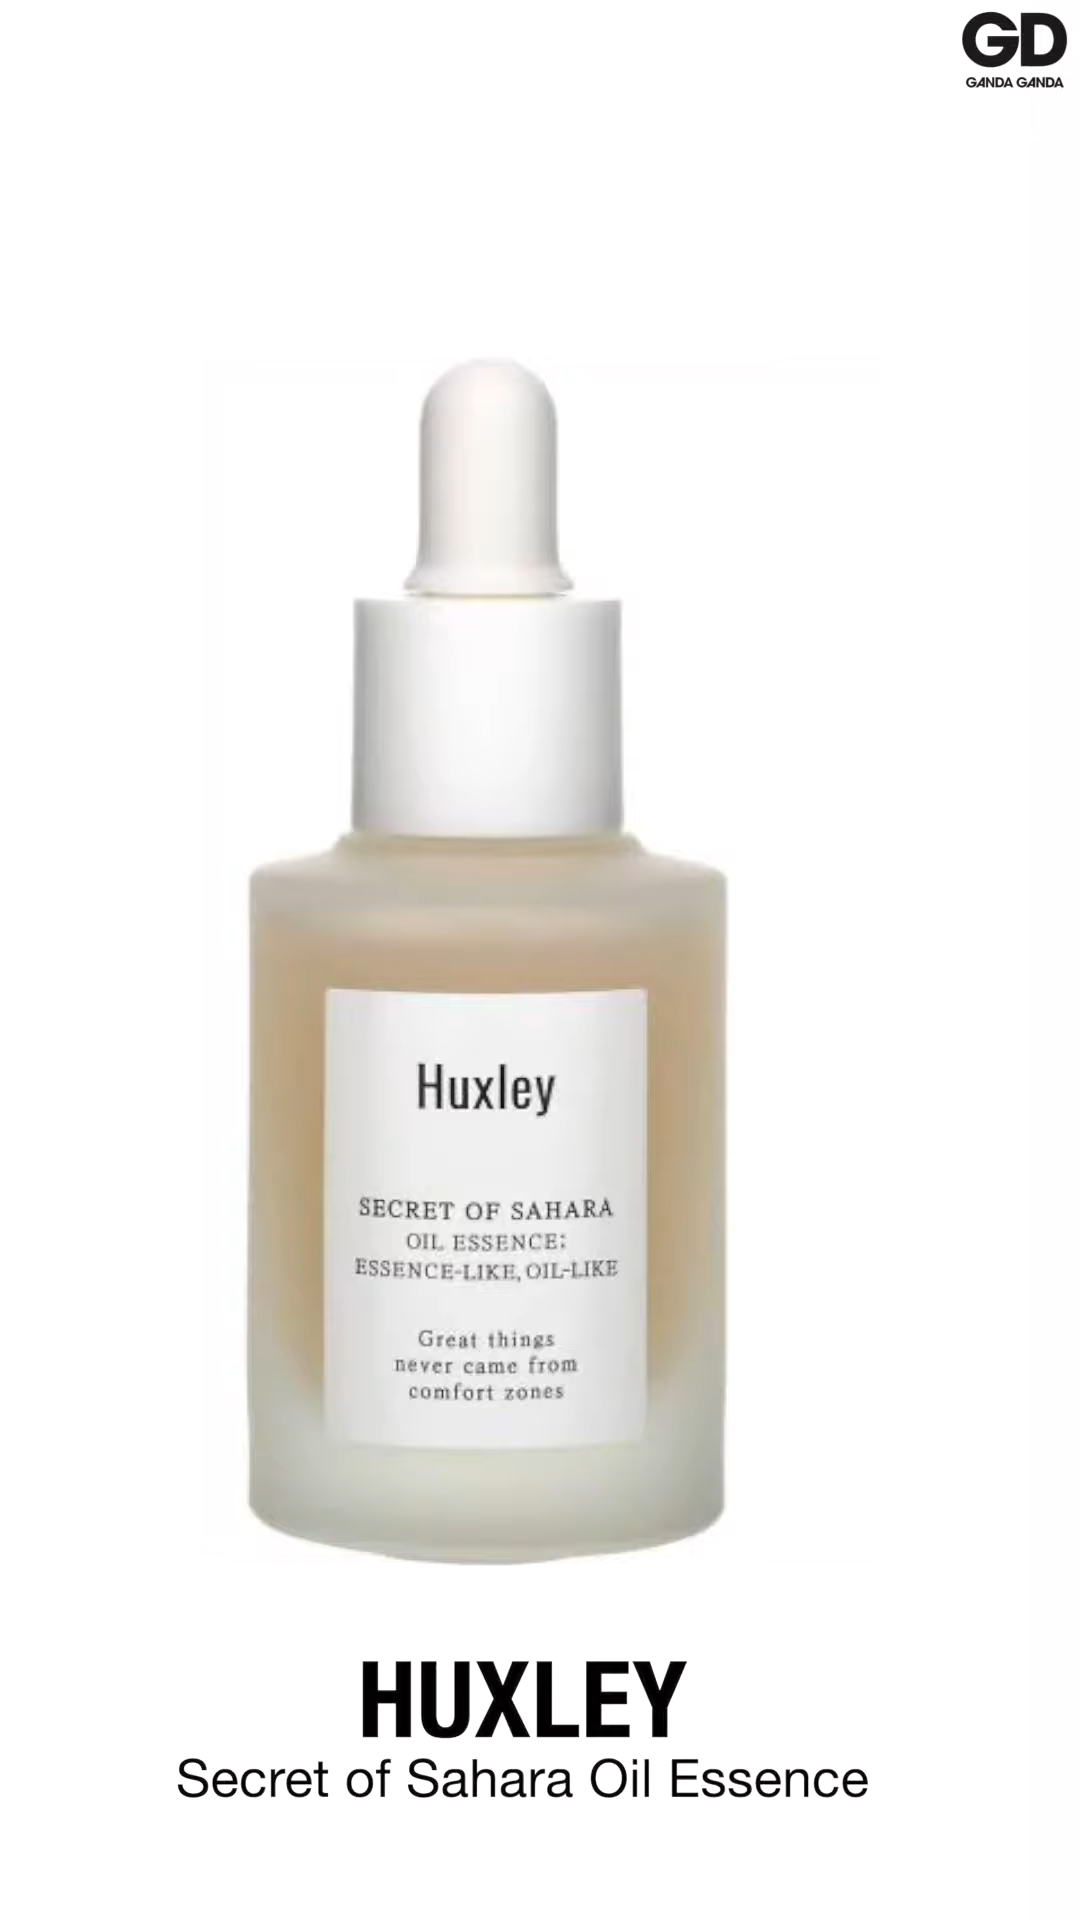 GD
GANDA GANDA
Huxley
SECRET OF SAHARA
OIL ESSENCE:
ESSENCE-LIKE, OIL-LIKE
Great things
never came from
comfort zones
HUXLEY
Secret of Sahara Oil Essence